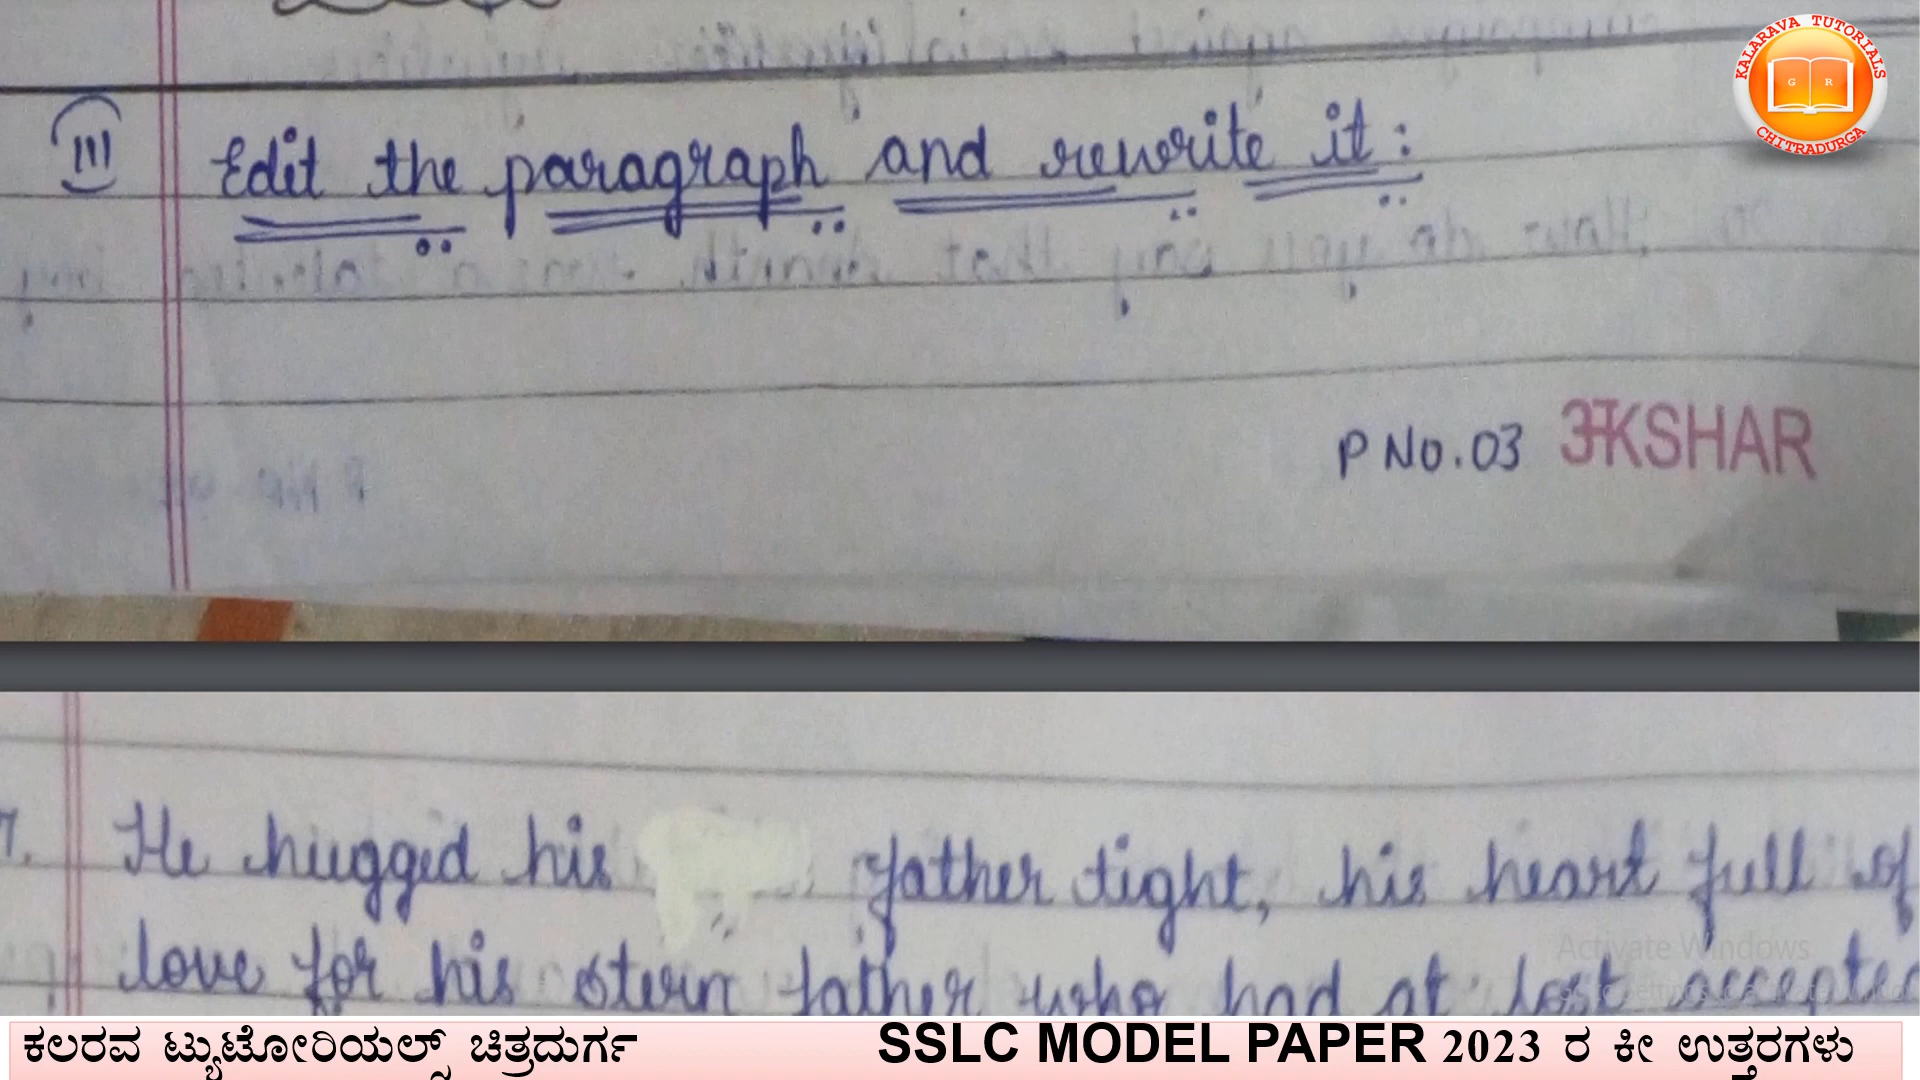 KALARAVA TUTORIALS
G R
CHITRADURGA
III Edit the paragraph and rewrite it:
P No.03 अKSHAR
7. He hugged his father tight, his heart full of
love for his stern father who had at last accepted
Activate Windows
ಕಲರವ ಟ್ಯುಟೋರಿಯಲ್ಸ್ ಚಿತ್ರದುರ್ಗ SSLC MODEL PAPER 2023 ರ ಕೀ ಉತ್ತರಗಳು